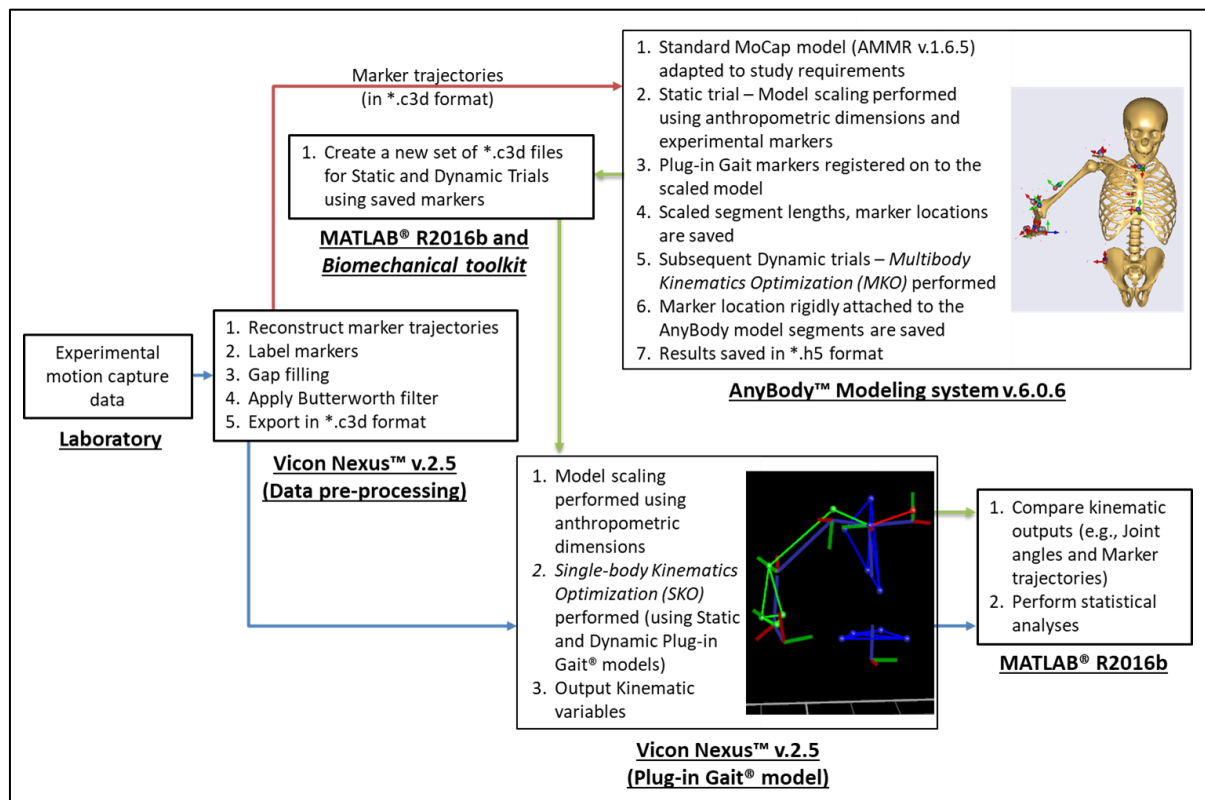 Marker trajectories
(in *.c3d format)
1. Standard MoCap model (AMMR v.1.6.5)
adapted to study requirements
2. Static trial – Model scaling performed
using anthropometric dimensions and
experimental markers
3. Plug-in Gait markers registered on to the
scaled model
4. Scaled segment lengths, marker locations
are saved
5. Subsequent Dynamic trials – Multibody
Kinematics Optimization (MKO) performed
6. Marker location rigidly attached to the
AnyBody model segments are saved
7. Results saved in *.h5 format
AnyBody™ Modeling system v.6.0.6
1. Create a new set of *.c3d files
for Static and Dynamic Trials
using saved markers
MATLAB® R2016b and
Biomechanical toolkit
Experimental
motion capture
data
Laboratory
1. Reconstruct marker trajectories
2. Label markers
3. Gap filling
4. Apply Butterworth filter
5. Export in *.c3d format
Vicon Nexus™ v.2.5
(Data pre-processing)
1. Model scaling
performed using
anthropometric
dimensions
2. Single-body Kinematics
Optimization (SKO)
performed (using Static
and Dynamic Plug-in
Gait® models)
3. Output Kinematic
variables
Vicon Nexus™ v.2.5
(Plug-in Gait® model)
1. Compare kinematic
outputs (e.g., Joint
angles and Marker
trajectories)
2. Perform statistical
analyses
MATLAB® R2016b